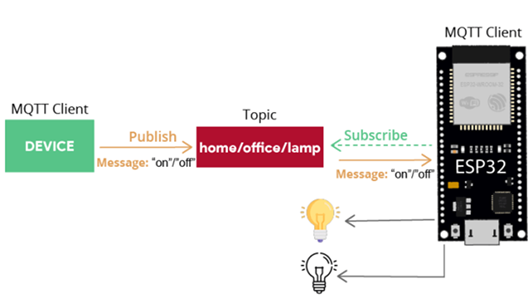 MQTT Client
MQTT Client
Topic
DEVICE
Publish
Message: "on"/"off"
home/office/lamp
Subscribe
Message: "on"/"off"
ESP32